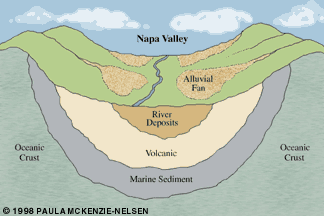 Napa Valley
Alluvial
Fan
River
Deposits
Oceanic
Crust
Volcanic
Oceanic
Crust
Marine Sediment
© 1998 PAULA MCKENZIE-NELSEN